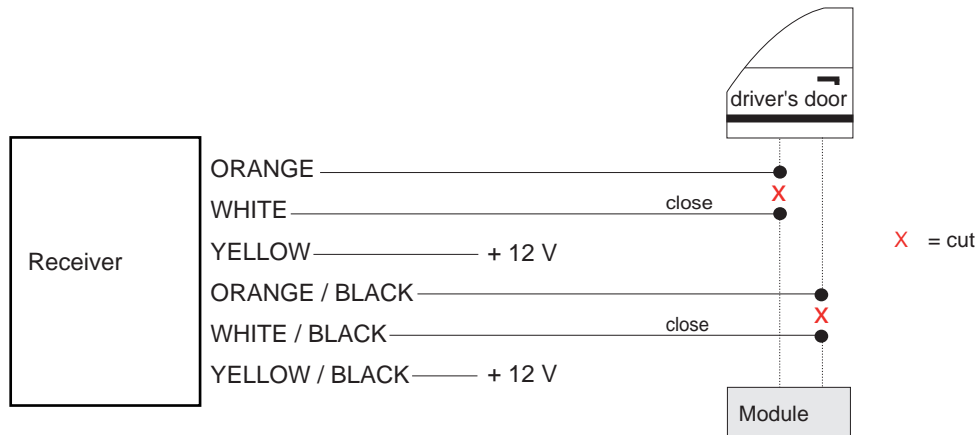 driver's door
ORANGE
WHITE close
YELLOW + 12 V
X = cut
Receiver
ORANGE / BLACK
WHITE / BLACK close
YELLOW / BLACK + 12 V
Module
X
X